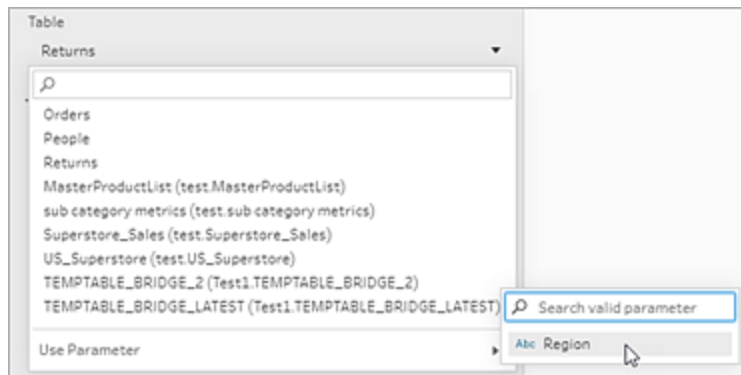 Table
Returns
Orders
People
Returns
MasterProductList (test.MasterProductList)
sub category metrics (test.sub category metrics)
Superstore_Sales (test.Superstore_Sales)
US_Superstore (test.US_Superstore)
TEMPTABLE_BRIDGE_2 (Test1.TEMPTABLE_BRIDGE_2)
TEMPTABLE_BRIDGE_LATEST (Test1.TEMPTABLE_BRIDGE_LATEST)
Search valid parameter
Use Parameter
Abc Region